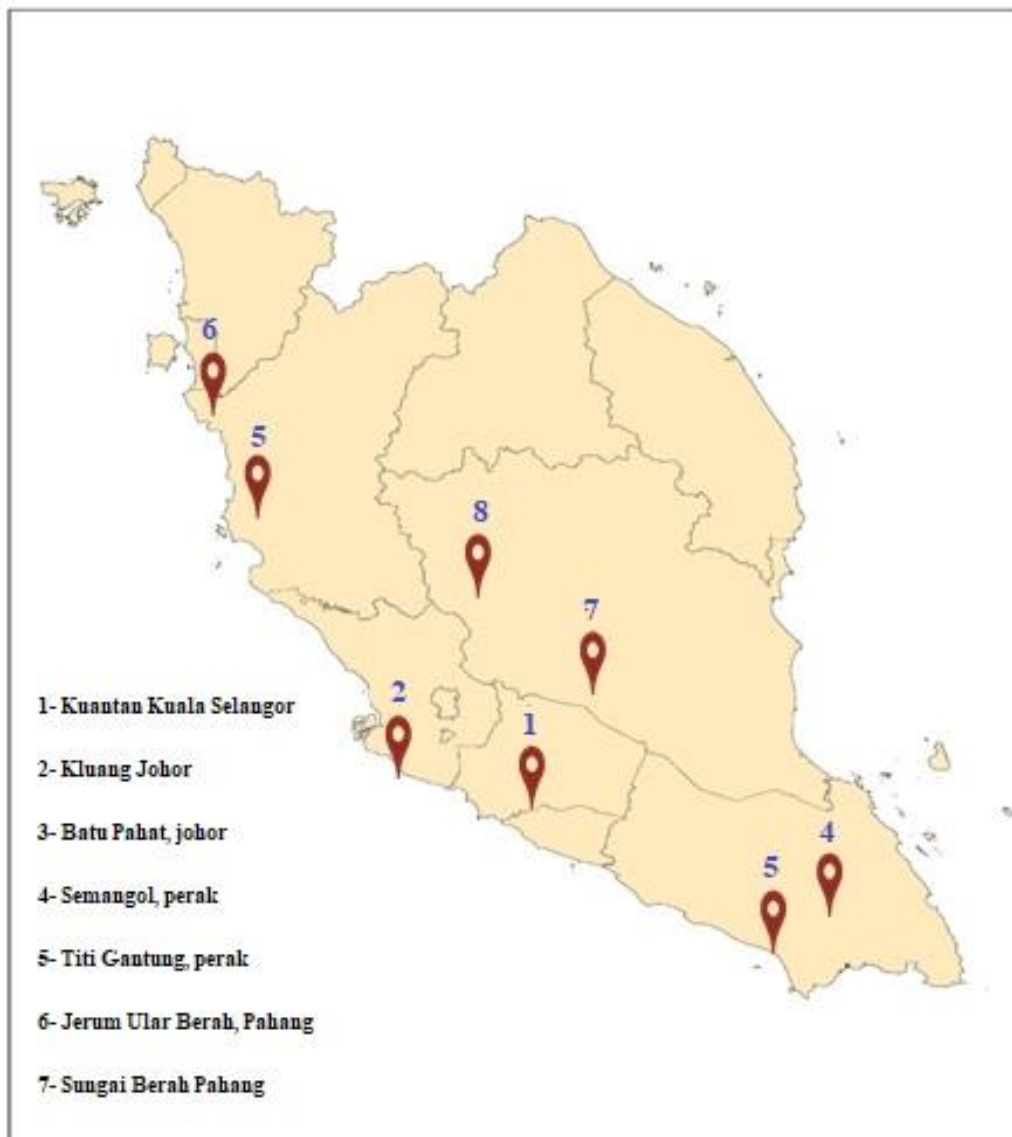 6
5
8
7
2
1
4
5
1- Kuantan Kuala Selangor
2- Kluang Johor
3- Batu Pahat, johor
4- Semangol, perak
5- Titi Gantung, perak
6- Jerum Ular Berah, Pahang
7- Sungai Berah Pahang